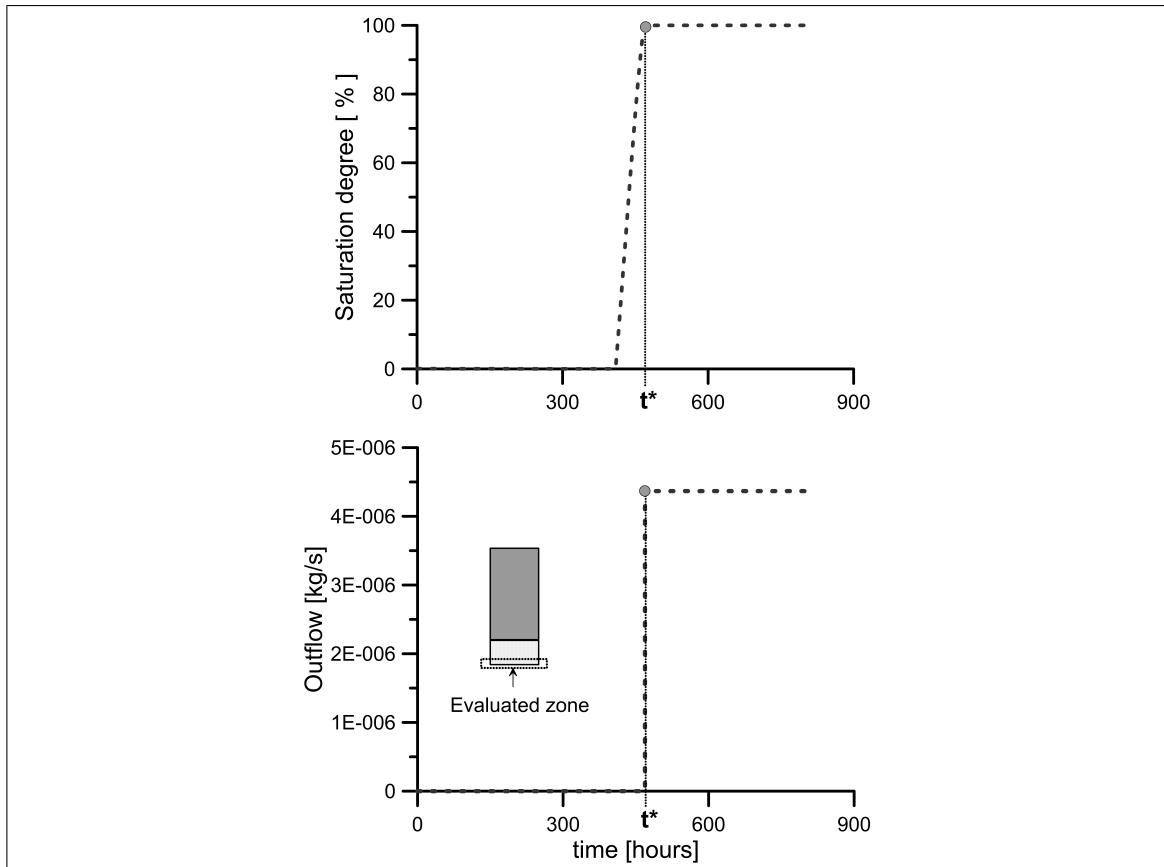 100
80
60
40
20
0
Saturation degree [ % ]
0 300 t* 600 900
5E-006
4E-006
3E-006
2E-006
1E-006
0
Outflow [kg/s]
Evaluated zone
0 300 t* 600 900
time [hours]